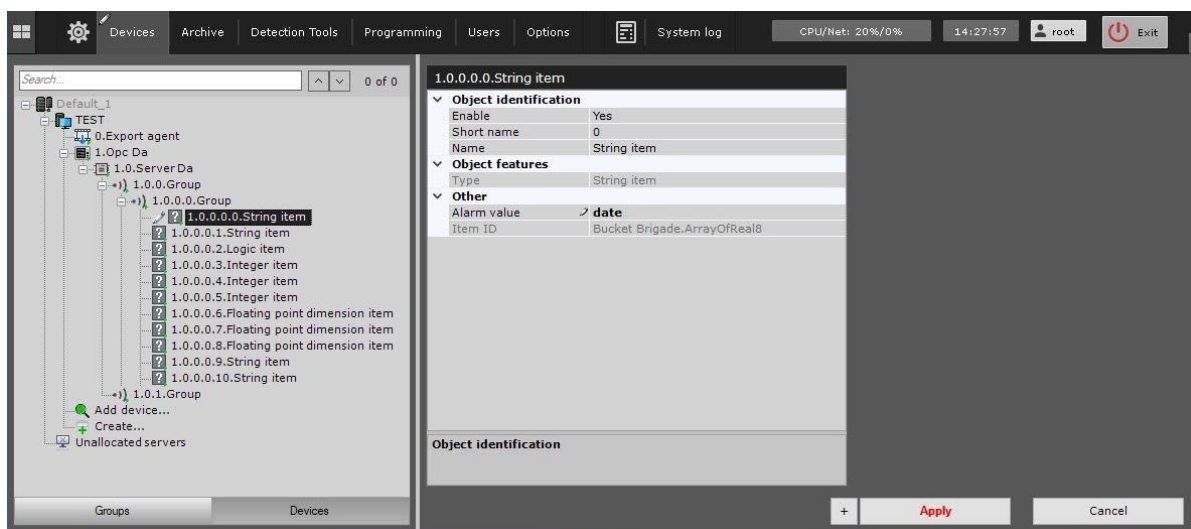 Devices Archive Detection Tools Programming Users Options System log CPU/Net: 20%/0% 14:27:57 root Exit
Search...
0 of 0
Default_1
TEST
0.Export agent
1.Opc Da
1.0.Server Da
1.0.0.Group
1.0.0.0.Group
1.0.0.0.0.String item
1.0.0.0.1.String item
1.0.0.0.2.Logic item
1.0.0.0.3.Integer item
1.0.0.0.4.Integer item
1.0.0.0.5.Integer item
1.0.0.0.6.Floating point dimension item
1.0.0.0.7.Floating point dimension item
1.0.0.0.8.Floating point dimension item
1.0.0.0.9.String item
1.0.0.0.10.String item
1.0.1.Group
Add device...
Create...
Unallocated servers
Groups Devices
1.0.0.0.0.String item
Object identification
Enable Yes
Short name 0
Name String item
Object features
Type String item
Other
Alarm value date
Item ID Bucket Brigade.ArrayOfReal8
Object identification
+ Apply Cancel